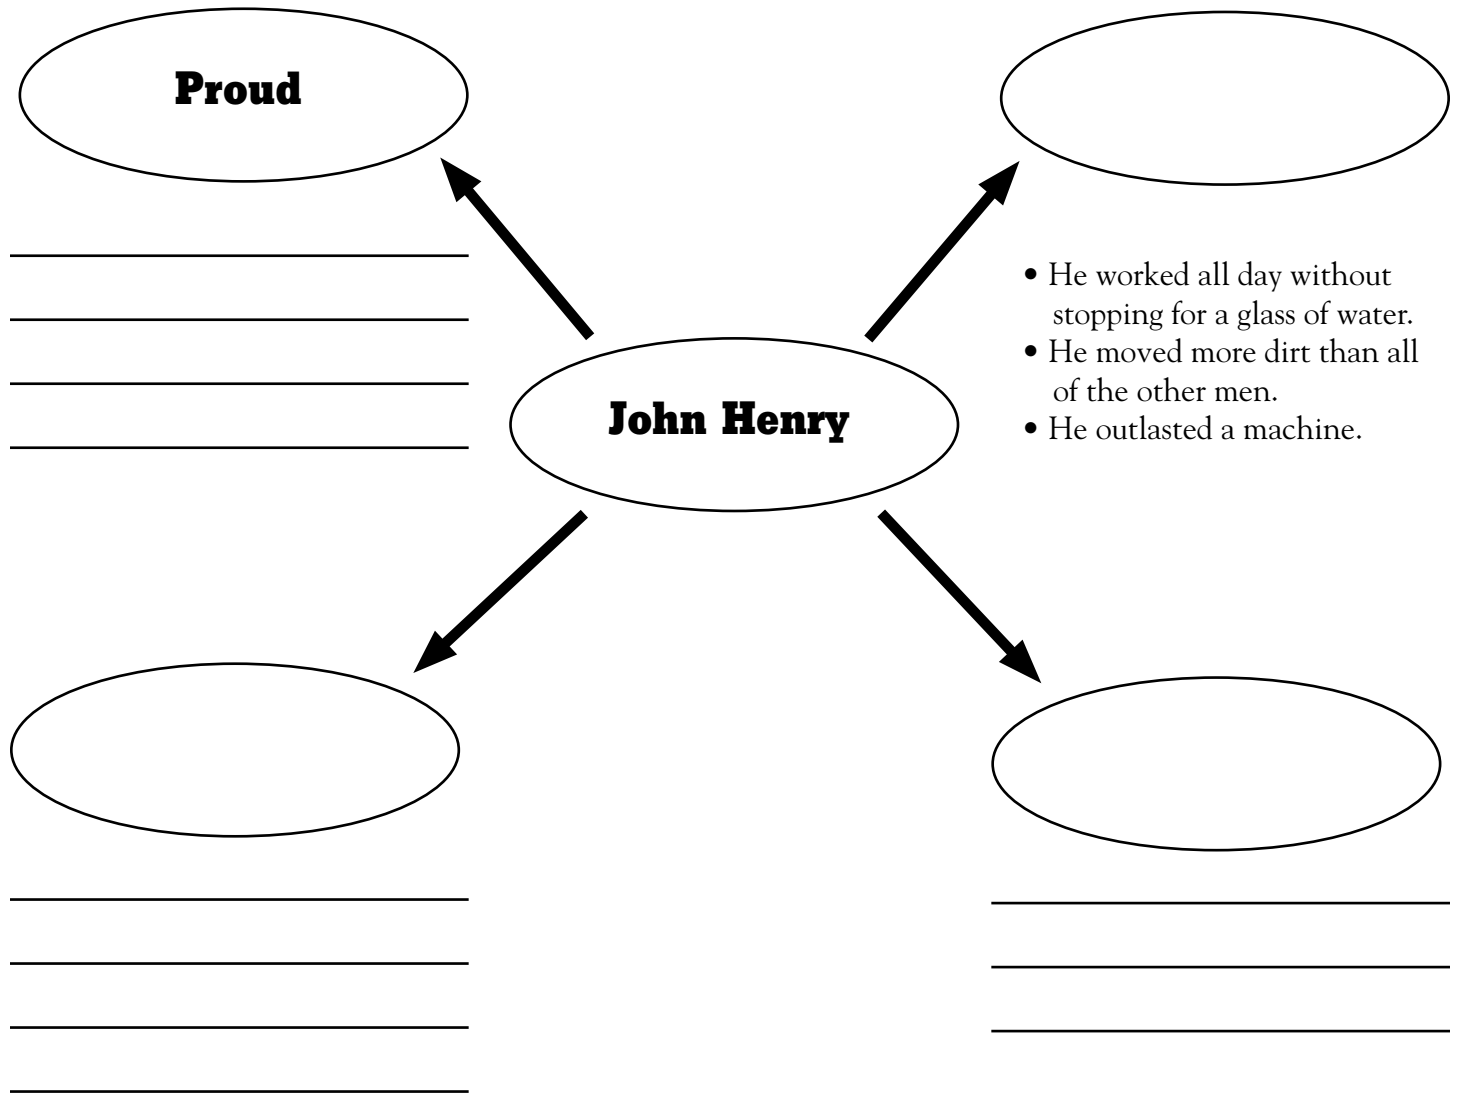 Proud
John Henry
• He worked all day without
stopping for a glass of water.
• He moved more dirt than all
of the other men.
• He outlasted a machine.